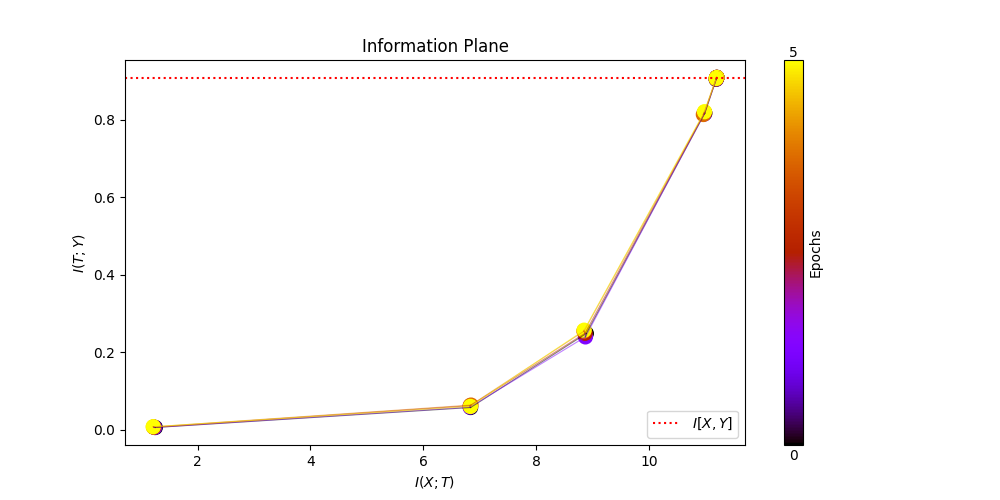 Information Plane
I(T; Y)
0.8
0.6
0.4
0.2
0.0
2
4
6
8
10
I(X; T)
I[X, Y]
5
Epochs
0